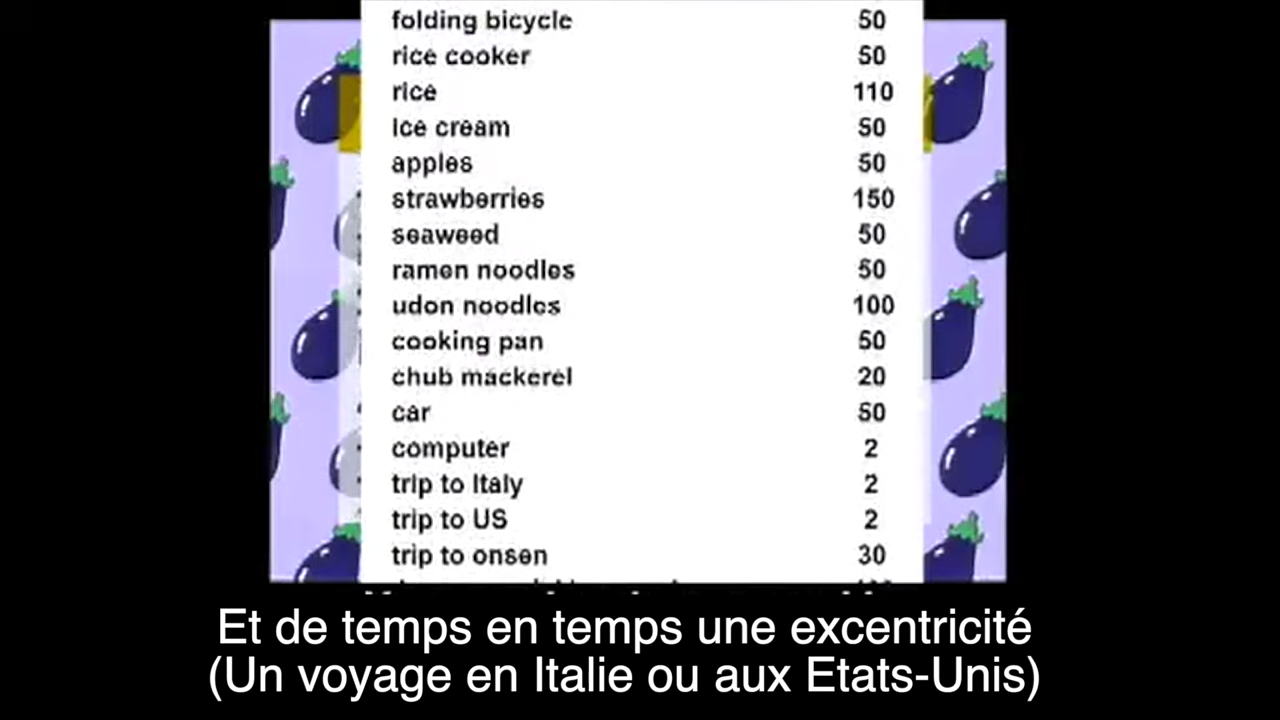 folding bicycle 50
rice cooker 50
rice 110
ice cream 50
apples 50
strawberries 150
seaweed 50
ramen noodles 50
udon noodles 100
cooking pan 50
chub mackerel 20
car 50
computer 2
trip to Italy 2
trip to US 2
trip to onsen 30
Et de temps en temps une excentricité
(Un voyage en Italie ou aux Etats-Unis)